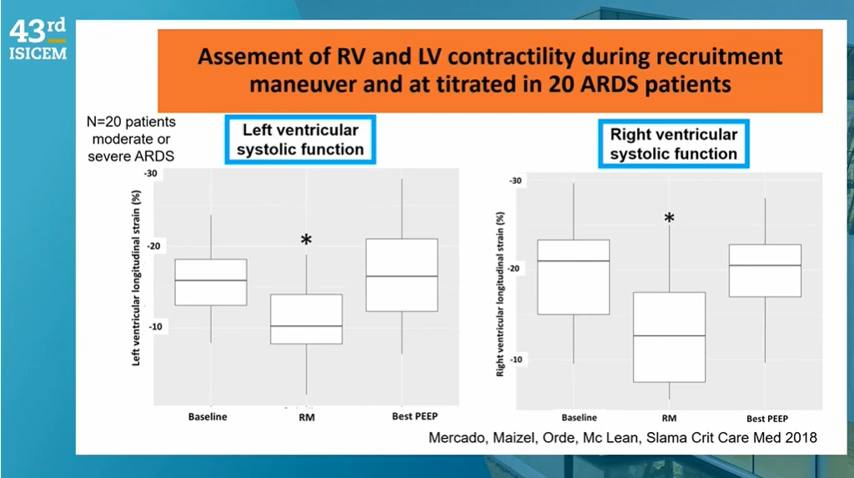 43rd
ISICEM
Assement of RV and LV contractility during recruitment
maneuver and at titrated in 20 ARDS patients
N=20 patients
moderate or
severe ARDS
Left ventricular
systolic function
Left ventricular longitudinal strain (%)
-30
-20
-10
*
Baseline
RM
Best PEEP
Right ventricular
systolic function
Right ventricular longitudinal strain (%)
-30
-20
-10
*
Baseline
RM
Best PEEP
Mercado, Maizel, Orde, Mc Lean, Slama Crit Care Med 2018